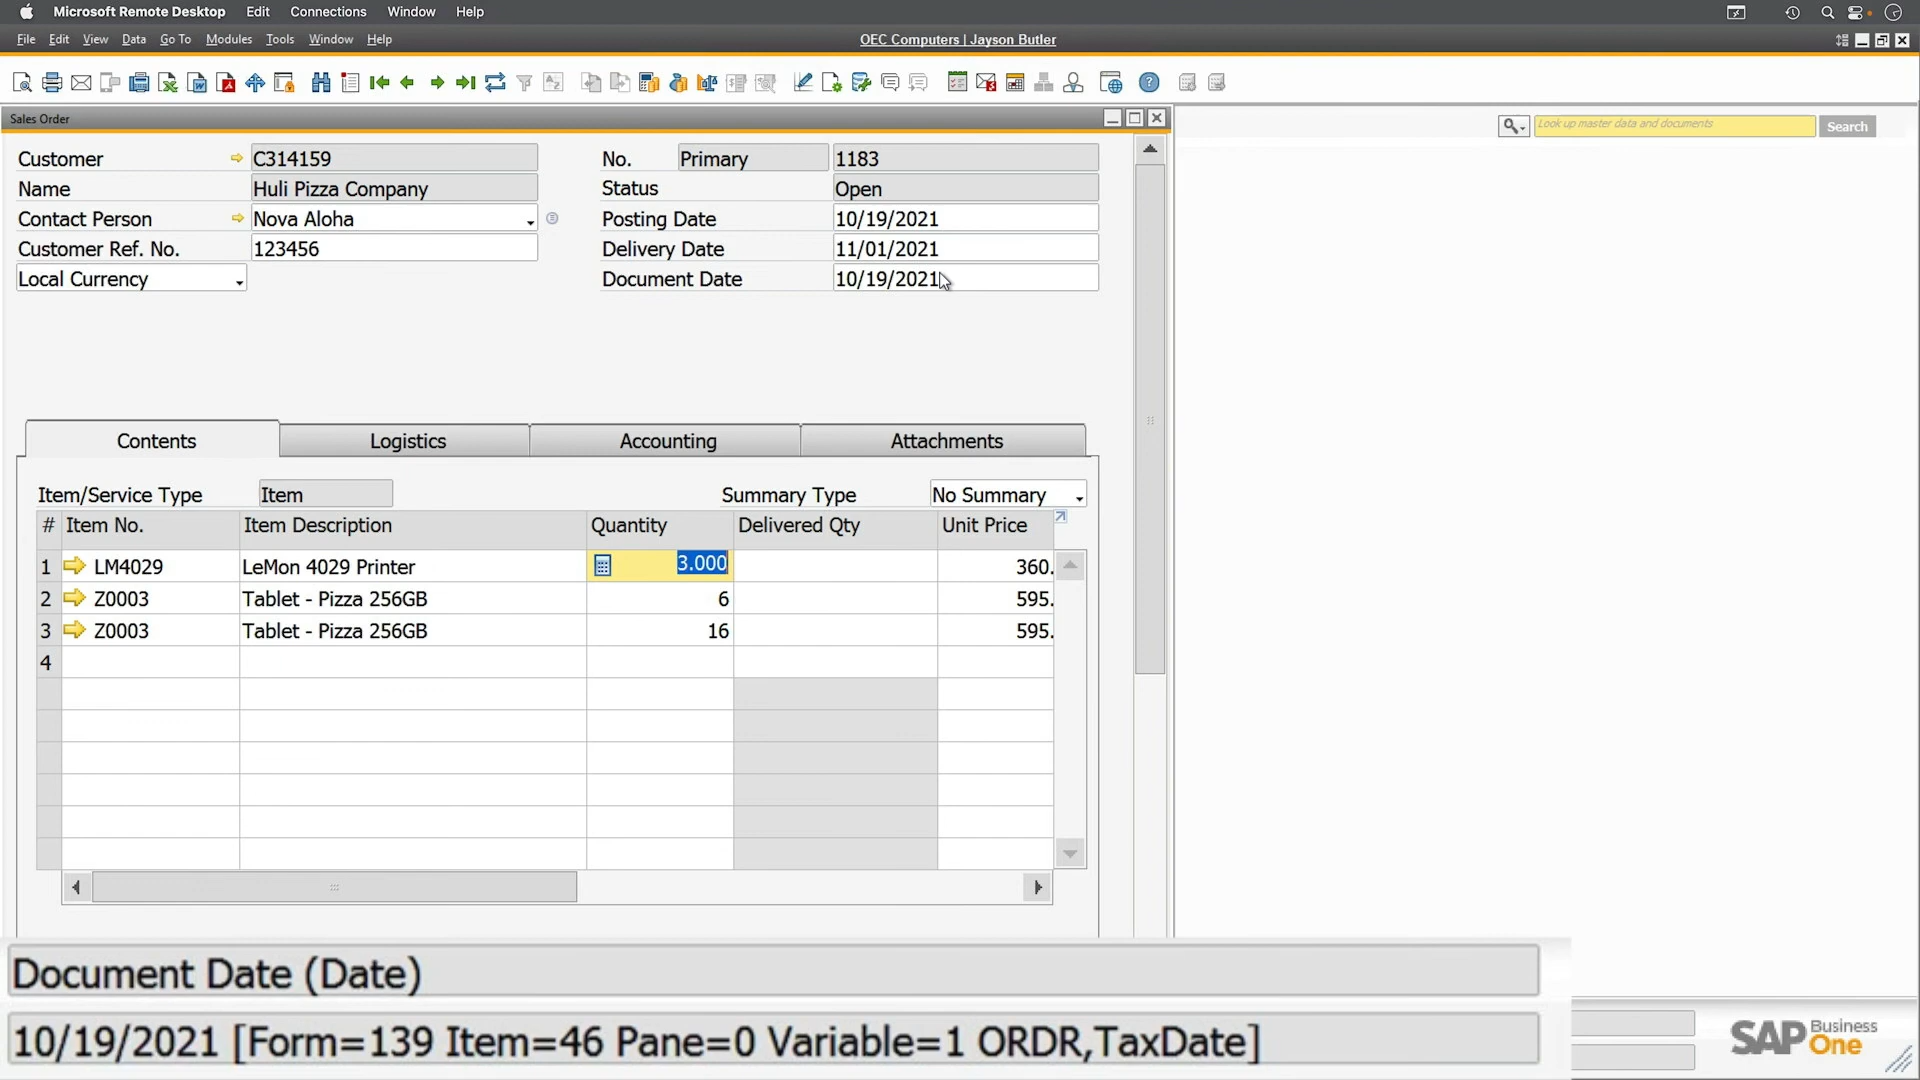 Microsoft Remote Desktop Edit Connections Window Help
File Edit View Data Go To Modules Tools Window Help
OEC Computers | Jayson Butler
Sales Order
Look up master data and documents
Search
Customer C314159
No. Primary 1183
Name Huli Pizza Company
Status Open
Contact Person Nova Aloha
Posting Date 10/19/2021
Customer Ref. No. 123456
Delivery Date 11/01/2021
Local Currency
Document Date 10/19/2021
Contents Logistics Accounting Attachments
Item/Service Type Item
Summary Type No Summary
# Item No. Item Description Quantity Delivered Qty Unit Price
1 LM4029 LeMon 4029 Printer 3.000 360.
2 Z0003 Tablet - Pizza 256GB 6 595.
3 Z0003 Tablet - Pizza 256GB 16 595.
4
Document Date (Date)
10/19/2021 [Form=139 Item=46 Pane=0 Variable=1 ORDR,TaxDate]
SAP Business One